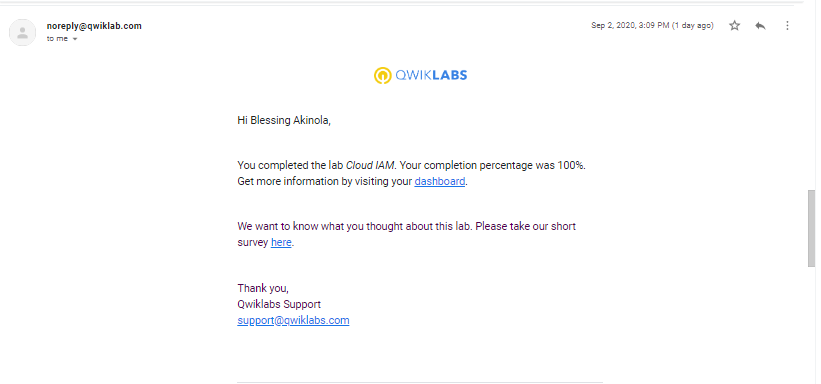 noreply@qwiklab.com
Sep 2, 2020, 3:09 PM (1 day ago)
to me
QWIKLABS
Hi Blessing Akinola,
You completed the lab Cloud IAM. Your completion percentage was 100%.
Get more information by visiting your dashboard.
We want to know what you thought about this lab. Please take our short
survey here.
Thank you,
Qwiklabs Support
support@qwiklabs.com